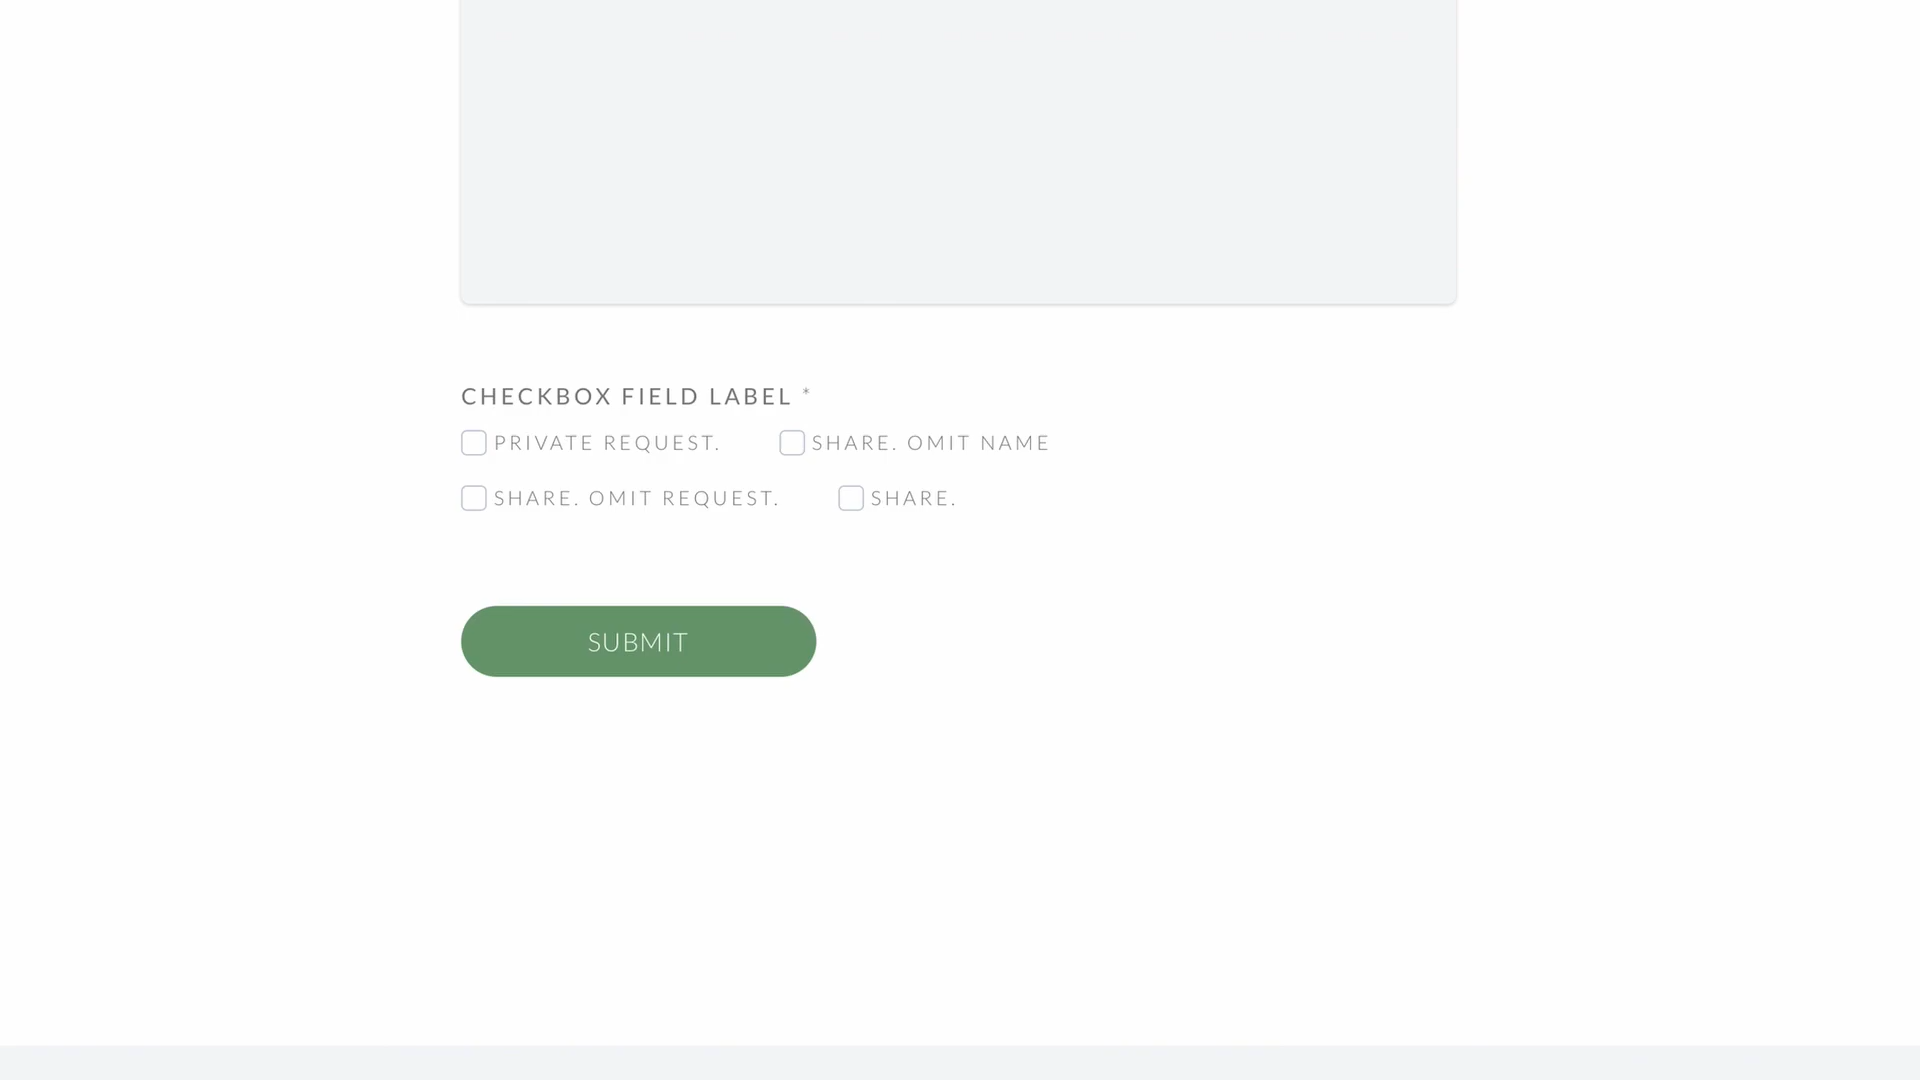 CHECKBOX FIELD LABEL *
PRIVATE REQUEST. SHARE. OMIT NAME
SHARE. OMIT REQUEST. SHARE.
SUBMIT